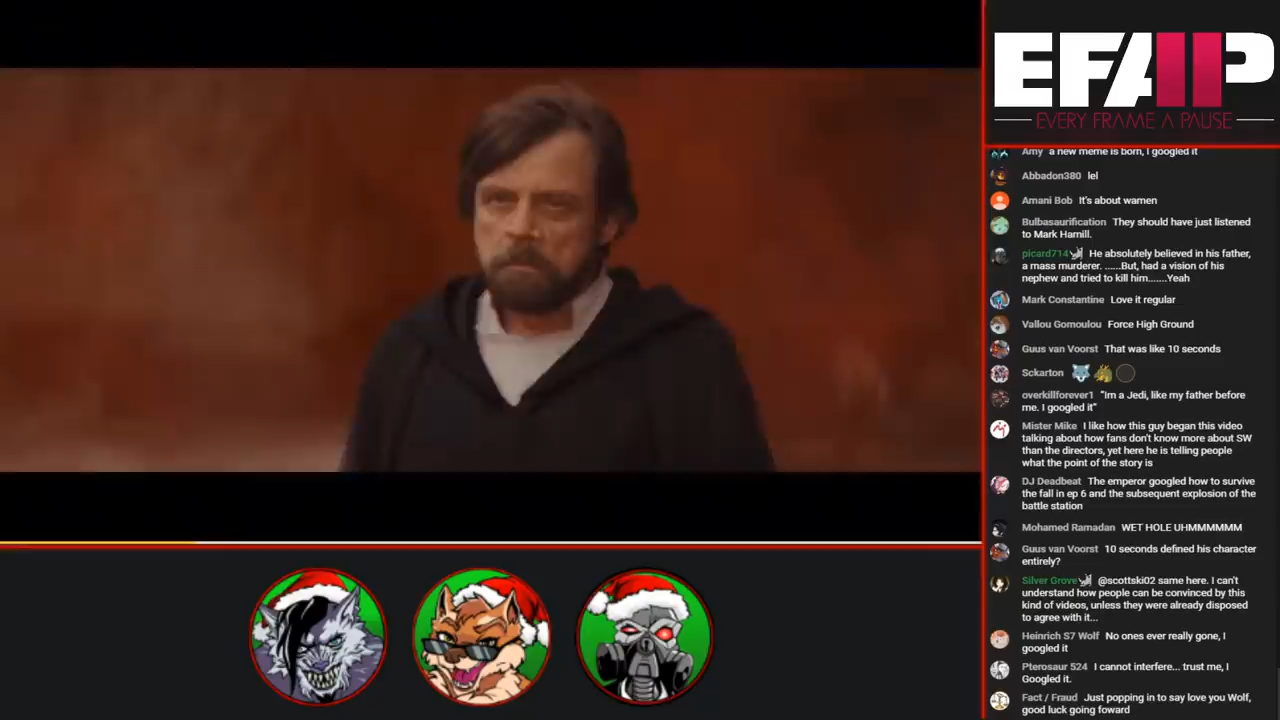 EFAP
EVERY FRAME A PAUSE
Amy a new meme is born, I googled it
Abbadon380 lel
Amani Bob It's about wamen
Bulbasaurification They should have just listened
to Mark Hamill.
picard714 He absolutely believed in his father,
a mass murderer. ......But, had a vision of his
nephew and tried to kill him.......Yeah
Mark Constantine Love it regular
Vallou Gomoulou Force High Ground
Guus van Voorst That was like 10 seconds
Sckarton
overkillforever1 "Im a Jedi, like my father before
me. I googled it"
Mister Mike I like how this guy began this video
talking about how fans don't know more about SW
than the directors, yet here he is telling people
what the point of the story is
DJ Deadbeat The emperor googled how to survive
the fall in ep 6 and the subsequent explosion of the
battle station
Mohamed Ramadan WET HOLE UHMMMMMM
Guus van Voorst 10 seconds defined his character
entirely?
Silver Grove @scottski02 same here. I can't
understand how people can be convinced by this
kind of videos, unless they were already disposed
to agree with it...
Heinrich S7 Wolf No ones ever really gone, I
googled it
Pterosaur 524 I cannot interfere... trust me, I
Googled it.
Fact / Fraud Just popping in to say love you Wolf,
good luck going foward